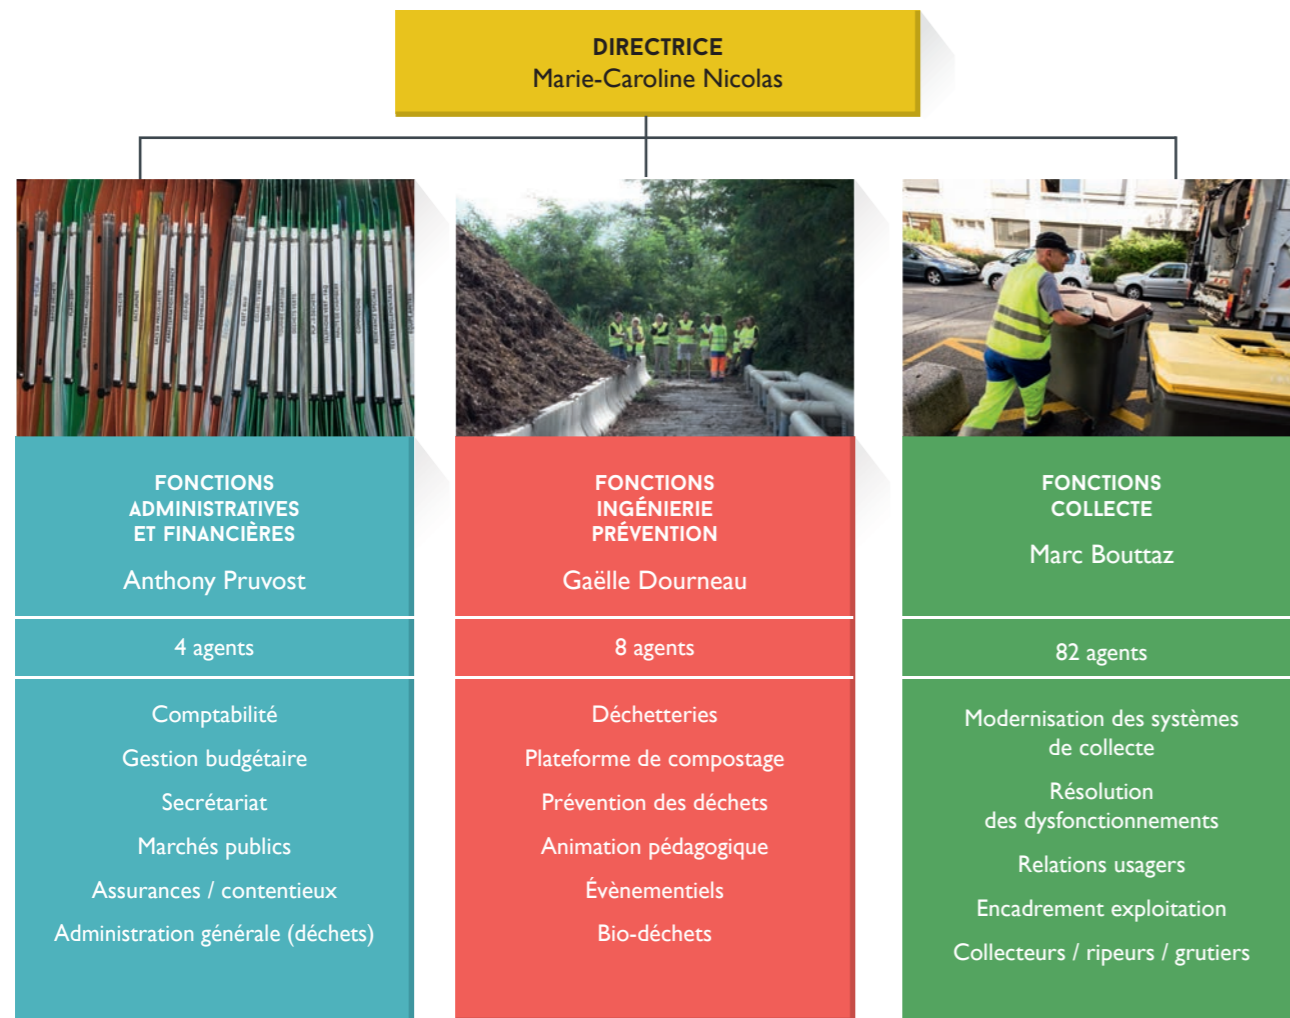 DIRECTRICE
Marie-Caroline Nicolas
FONCTIONS
ADMINISTRATIVES
ET FINANCIÈRES
Anthony Pruvost
4 agents
Comptabilité
Gestion budgétaire
Secrétariat
Marchés publics
Assurances / contentieux
Administration générale (déchets)
FONCTIONS
INGÉNIERIE
PRÉVENTION
Gaëlle Dourneau
8 agents
Déchetteries
Plateforme de compostage
Prévention des déchets
Animation pédagogique
Évènementiels
Bio-déchets
FONCTIONS
COLLECTE
Marc Bouttaz
82 agents
Modernisation des systèmes
de collecte
Résolution
des dysfonctionnements
Relations usagers
Encadrement exploitation
Collecteurs / ripeurs / grutiers